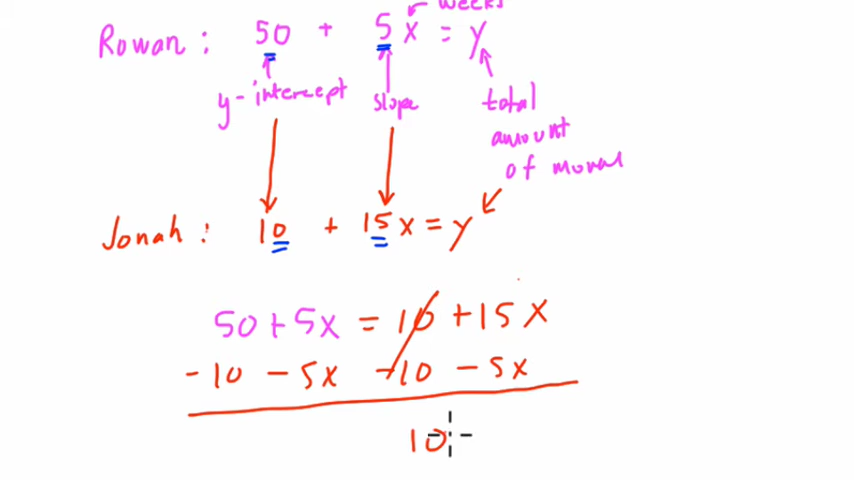 weeks
Rowan: 50 + 5x = y
y-intercept slope total
amount
of money
Jonah: 10 + 15x = y
50 + 5x = 10 + 15x
-10 - 5x -10 - 5x
10